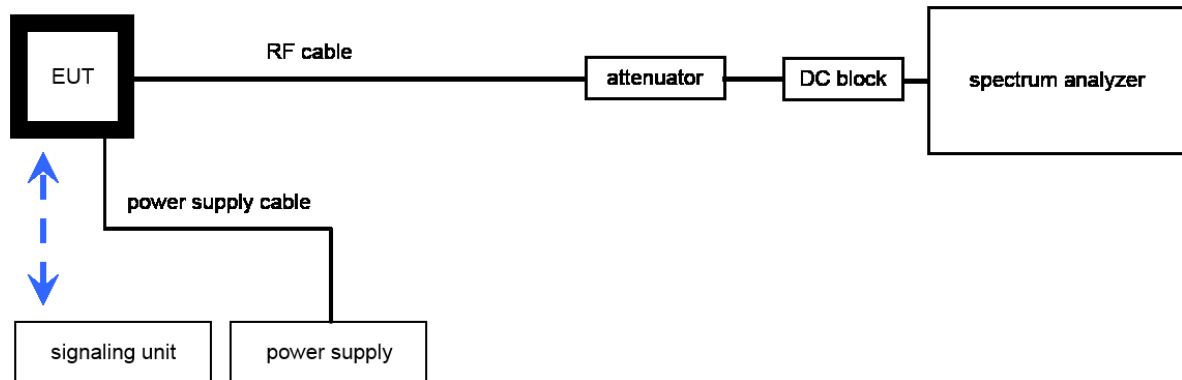 EUT
RF cable
attenuator
DC block
spectrum analyzer
power supply cable
signaling unit
power supply